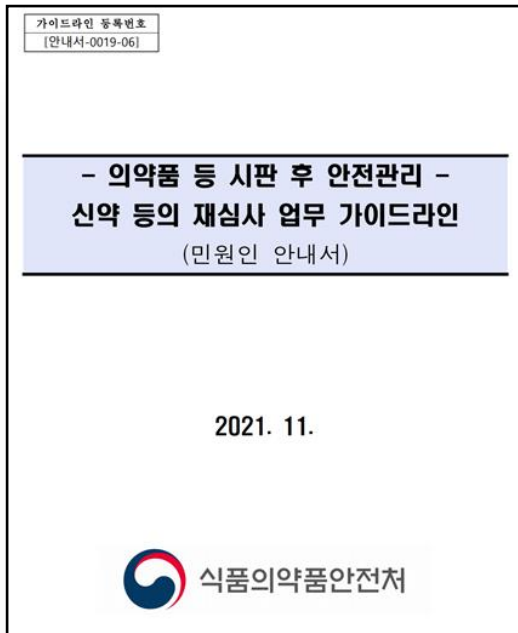 가이드라인 등록번호
[안내서-0019-06]
- 의약품 등 시판 후 안전관리 -
신약 등의 재심사 업무 가이드라인
(민원인 안내서)
2021. 11.
식품의약품안전처